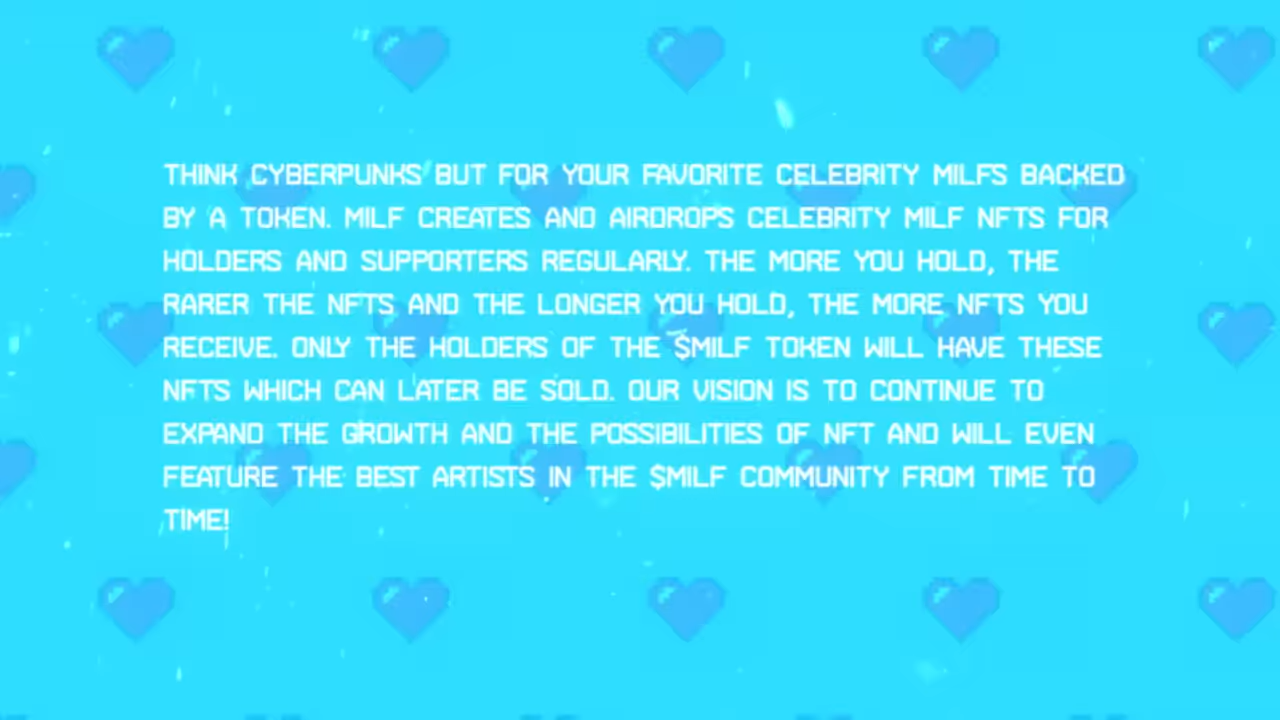 THINK CYBERPUNKS BUT FOR YOUR FAVORITE CELEBRITY MILFS BACKED
BY A TOKEN. MILF CREATES AND AIRDROPS CELEBRITY MILF NFTS FOR
HOLDERS AND SUPPORTERS REGULARLY. THE MORE YOU HOLD, THE
RARER THE NFTS AND THE LONGER YOU HOLD, THE MORE NFTS YOU
RECEIVE. ONLY THE HOLDERS OF THE $MILF TOKEN WILL HAVE THESE
NFTS WHICH CAN LATER BE SOLD. OUR VISION IS TO CONTINUE TO
EXPAND THE GROWTH AND THE POSSIBILITIES OF NFT AND WILL EVEN
FEATURE THE BEST ARTISTS IN THE $MILF COMMUNITY FROM TIME TO
TIME!